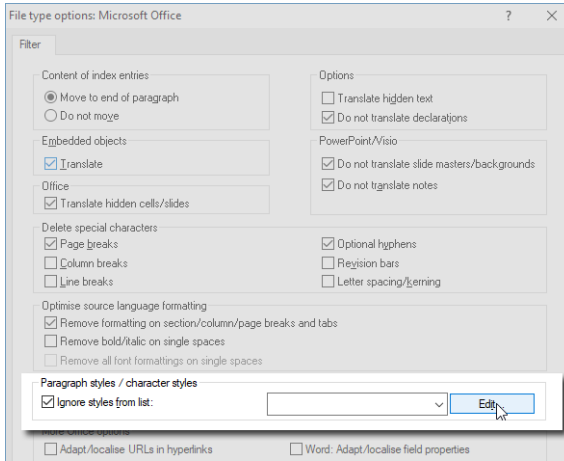 File type options: Microsoft Office
Filter
Content of index entries
Move to end of paragraph
Do not move
Options
Translate hidden text
Do not translate declarations
Embedded objects
Translate
PowerPoint/Visio
Do not translate slide masters/backgrounds
Do not translate notes
Office
Translate hidden cells/slides
Delete special characters
Page breaks
Column breaks
Line breaks
Optional hyphens
Revision bars
Letter spacing/kerning
Optimise source language formatting
Remove formatting on section/column/page breaks and tabs
Remove bold/italic on single spaces
Remove all font formattings on single spaces
Paragraph styles / character styles
Ignore styles from list:
Edit
More Office options
Adapt/localise URLs in hyperlinks
Word: Adapt/localise field properties